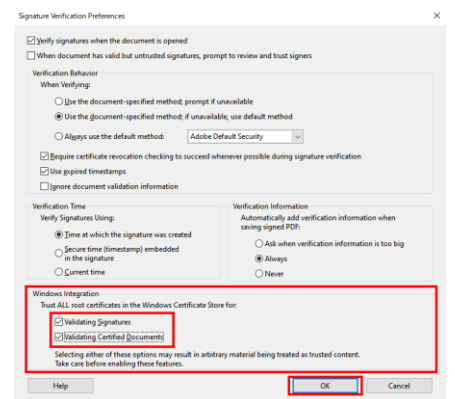 Signature Verification Preferences
Verify signatures when the document is opened
When document has valid but untrusted signatures, prompt to review and trust signers
Verification Behavior
When Verifying:
Use the document-specified method; prompt if unavailable
Use the document-specified method; if unavailable, use default method
Always use the default method: Adobe Default Security
Require certificate revocation checking to succeed whenever possible during signature verification
Use expired timestamps
Ignore document validation information
Verification Time
Verify Signatures Using:
Time at which the signature was created
Secure time (timestamp) embedded
in the signature
Current time
Verification Information
Automatically add verification information when
saving signed PDF:
Ask when verification information is too big
Always
Never
Windows Integration
Trust ALL root certificates in the Windows Certificate Store for:
Validating Signatures
Validating Certified Documents
Selecting either of these options may result in arbitrary material being treated as trusted content.
Take care before enabling these features.
Help OK Cancel